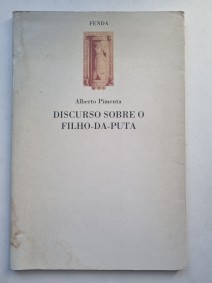 FENDA
Alberto Pimenta
DISCURSO SOBRE O
FILHO-DA-PUTA